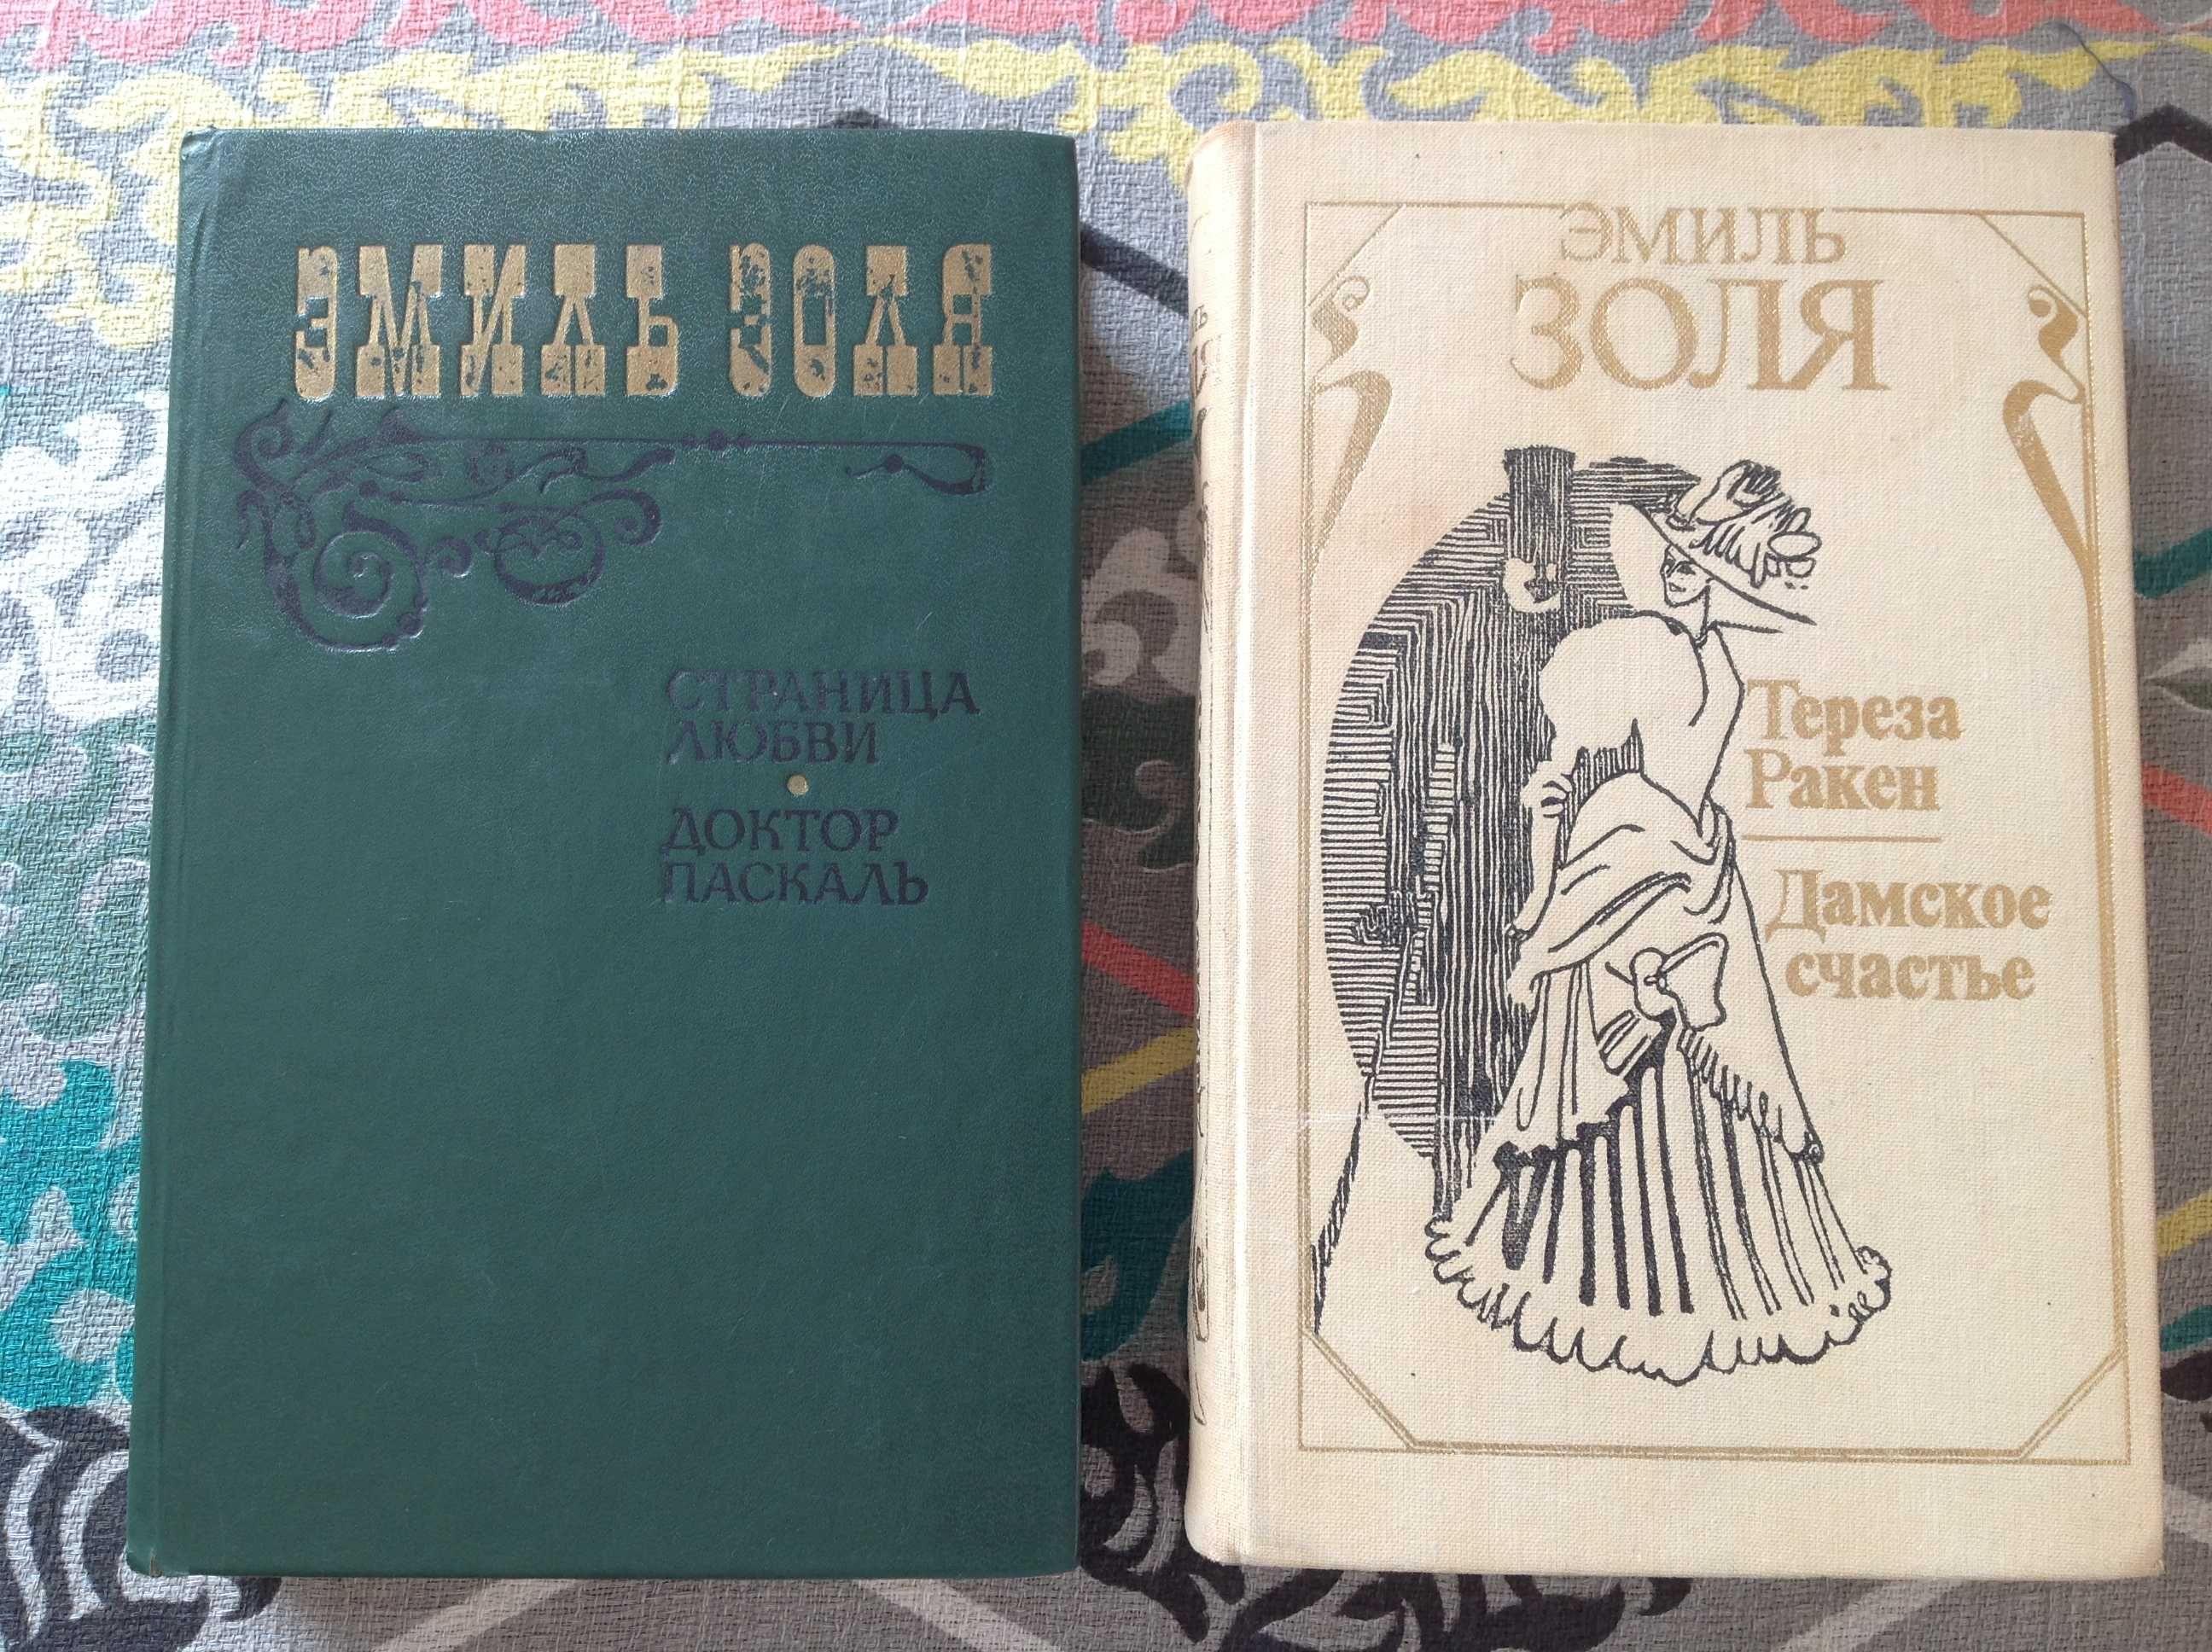 ЭМИЛЬ ЗОЛЯ
СТРАНИЦА
ЛЮБВИ
ДОКТОР
ПАСКАЛЬ
ЭМИЛЬ
ЗОЛЯ
Тереза
Ракен
Дамское
счастье